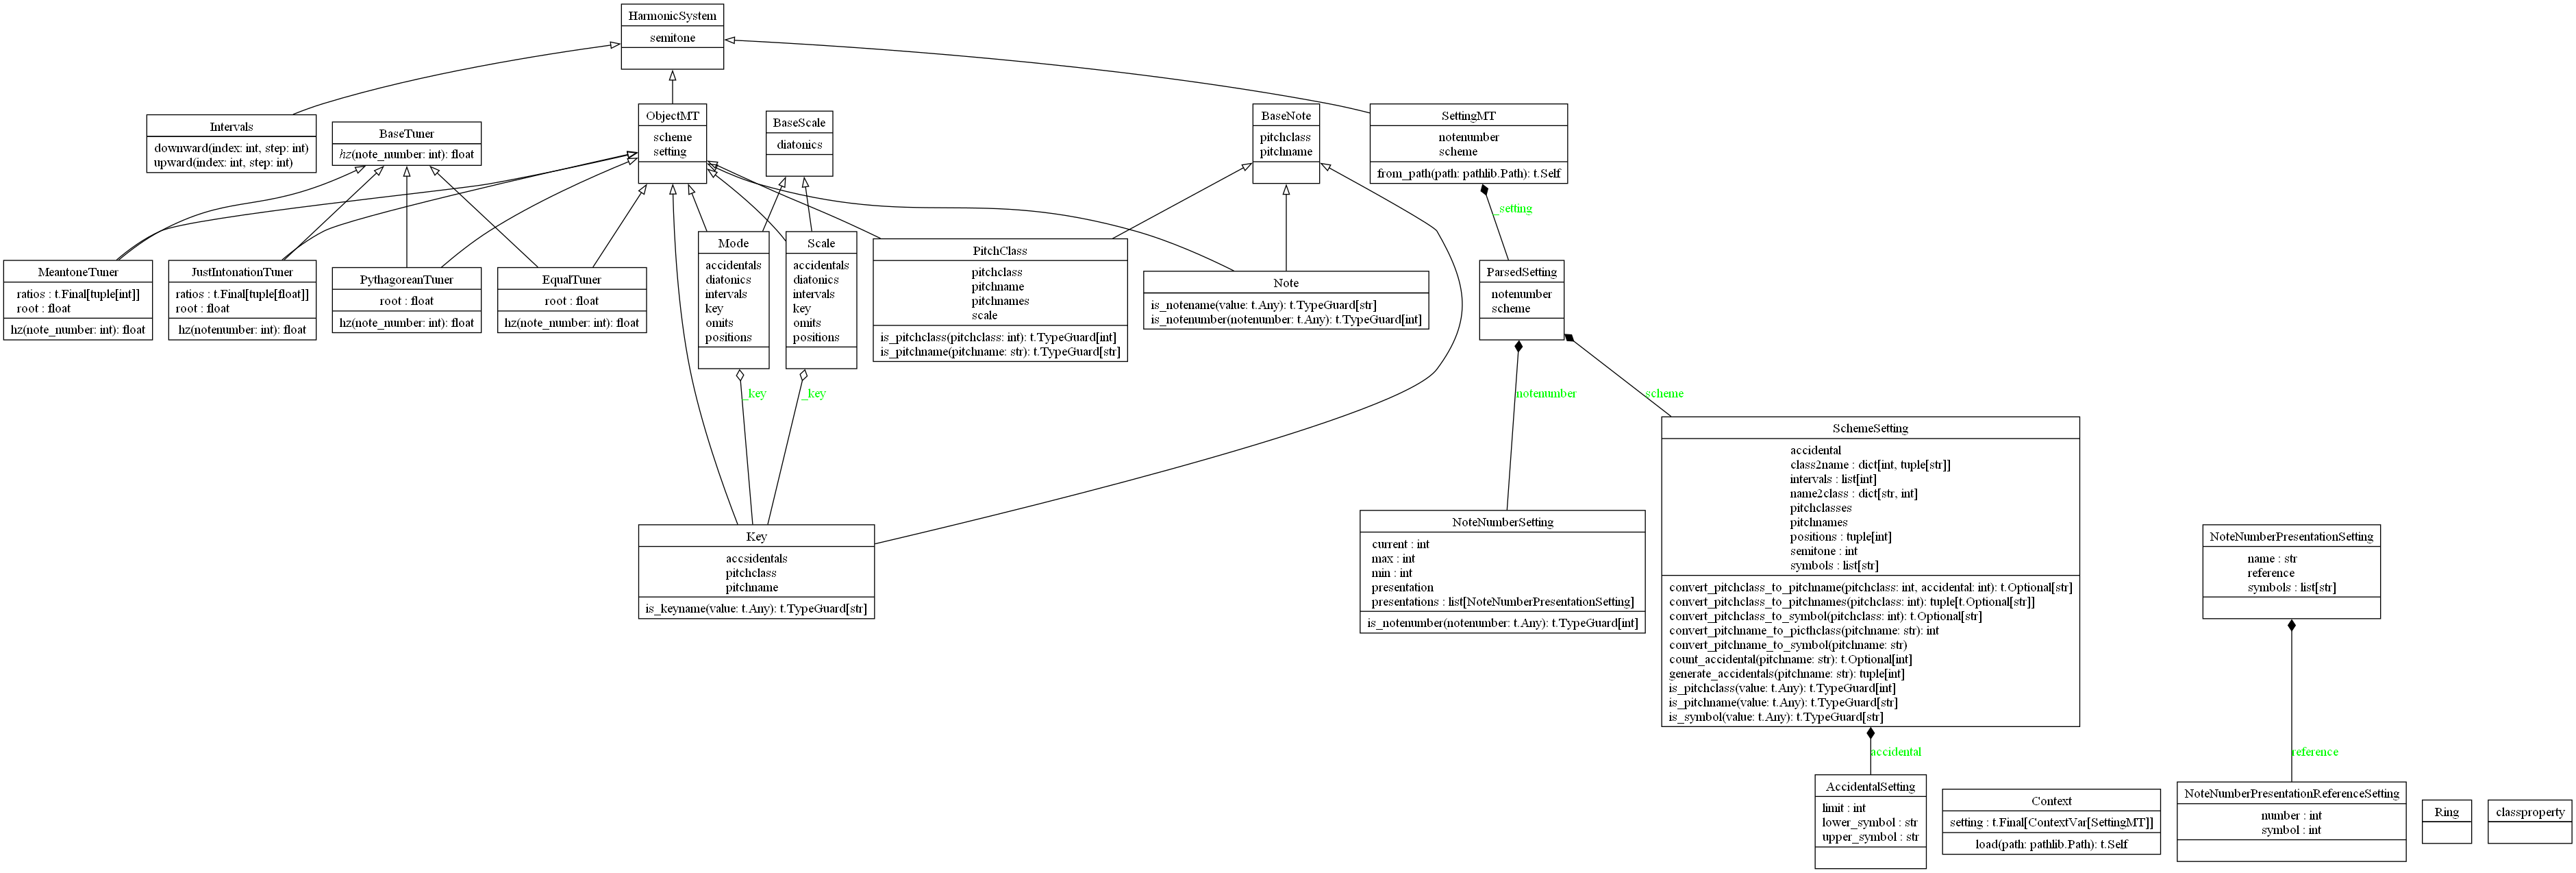 HarmonicSystem
semitone
Intervals
downward(index: int, step: int)
upward(index: int, step: int)
BaseTuner
hz(note_number: int): float
ObjectMT
scheme
setting
BaseScale
diatonics
BaseNote
pitchclass
pitchname
SettingMT
notenumber
scheme
from_path(path: pathlib.Path): t.Self
_setting
MeantoneTuner
ratios : t.Final[tuple[int]]
root : float
hz(note_number: int): float
JustIntonationTuner
ratios : t.Final[tuple[float]]
root : float
hz(notenumber: int): float
PythagoreanTuner
root : float
hz(note_number: int): float
EqualTuner
root : float
hz(note_number: int): float
Mode
accidentals
diatonics
intervals
key
omits
positions
Scale
accidentals
diatonics
intervals
key
omits
positions
PitchClass
pitchclass
pitchname
pitchnames
scale
is_pitchclass(pitchclass: int): t.TypeGuard[int]
is_pitchname(pitchname: str): t.TypeGuard[str]
Note
is_notename(value: t.Any): t.TypeGuard[str]
is_notenumber(notenumber: t.Any): t.TypeGuard[int]
ParsedSetting
notenumber
scheme
_key
_key
notenumber
scheme
Key
accsidentals
pitchclass
pitchname
is_keyname(value: t.Any): t.TypeGuard[str]
NoteNumberSetting
current : int
max : int
min : int
presentation
presentations : list[NoteNumberPresentationSetting]
is_notenumber(notenumber: t.Any): t.TypeGuard[int]
SchemeSetting
accidental
class2name : dict[int, tuple[str]]
intervals : list[int]
name2class : dict[str, int]
pitchclasses
pitchnames
positions : tuple[int]
semitone : int
symbols : list[str]
convert_pitchclass_to_pitchname(pitchclass: int, accidental: int): t.Optional[str]
convert_pitchclass_to_pitchnames(pitchclass: int): tuple[t.Optional[str]]
convert_pitchclass_to_symbol(pitchclass: int): t.Optional[str]
convert_pitchname_to_picthclass(pitchname: str): int
convert_pitchname_to_symbol(pitchname: str)
count_accidental(pitchname: str): t.Optional[int]
generate_accidentals(pitchname: str): tuple[int]
is_pitchclass(value: t.Any): t.TypeGuard[int]
is_pitchname(value: t.Any): t.TypeGuard[str]
is_symbol(value: t.Any): t.TypeGuard[str]
NoteNumberPresentationSetting
name : str
reference
symbols : list[str]
accidental
reference
AccidentalSetting
limit : int
lower_symbol : str
upper_symbol : str
Context
setting : t.Final[ContextVar[SettingMT]]
load(path: pathlib.Path): t.Self
NoteNumberPresentationReferenceSetting
number : int
symbol : int
Ring
classproperty